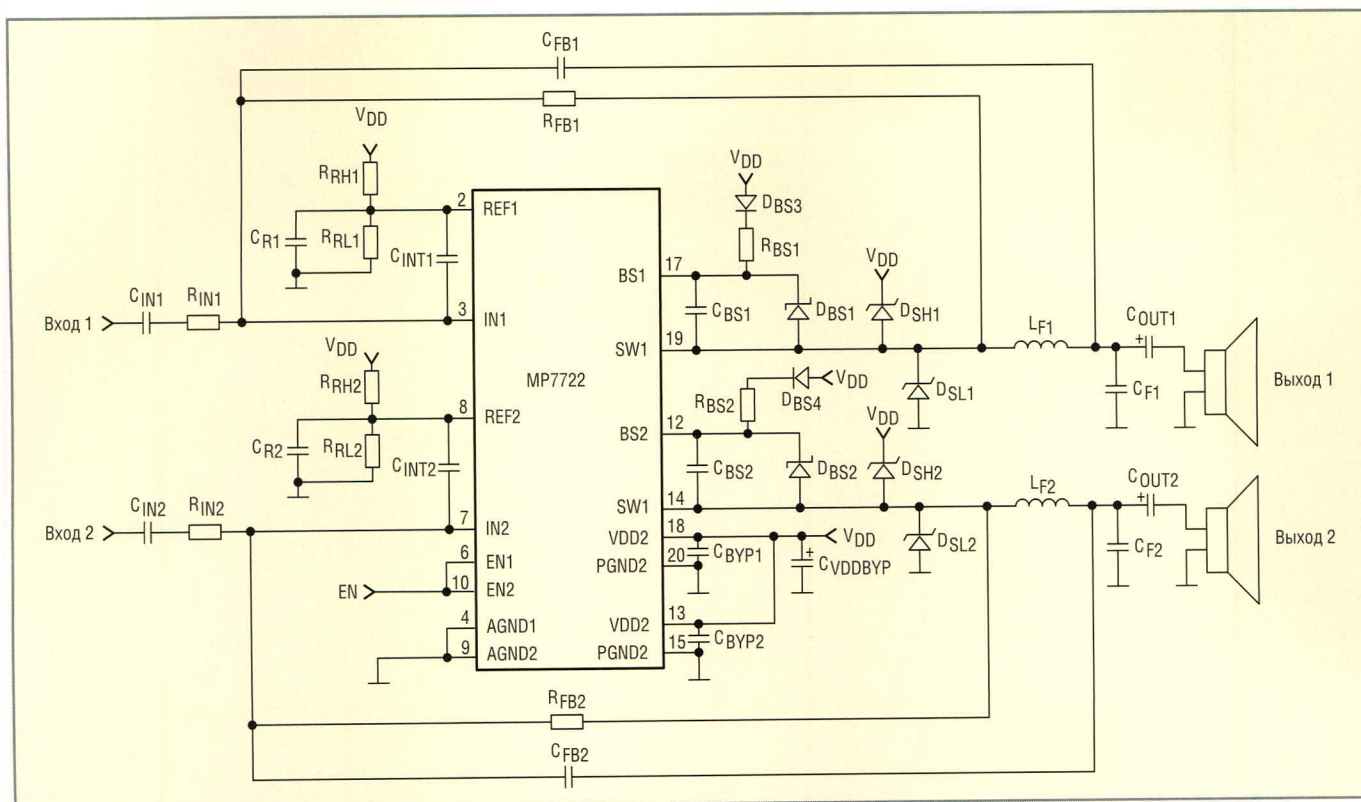 CFB1
RFB1
VDD
RRH1
2
REF1
CR1
RRL1
CINT1
CIN1
RIN1
Вход 1
3
IN1
VDD
RRH2
8
REF2
CR2
RRL2
CINT2
CIN2
RIN2
Вход 2
7
IN2
6
EN1
EN
10
EN2
4
AGND1
9
AGND2
MP7722
VDD
DBS3
RBS1
17
BS1
CBS1
DBS1
VDD
DSH1
19
SW1
DSL1
LF1
COUT1
+
CF1
Выход 1
RBS2
DBS4
VDD
VDD
12
BS2
CBS2
DBS2
DSH2
14
SW1
DSL2
LF2
COUT2
+
CF2
Выход 2
18
VDD2
CBYP1
VDD
20
PGND2
+
CVDDBYP
13
VDD2
CBYP2
15
PGND2
RFB2
CFB2